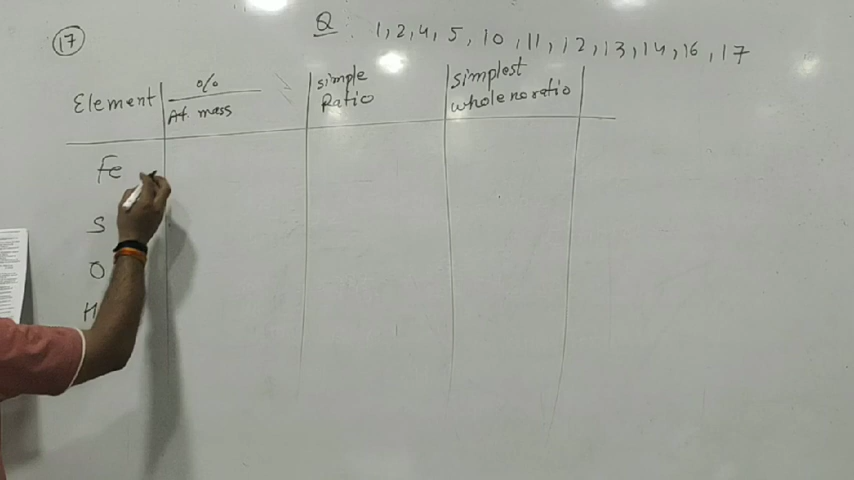 17
Q : 1, 2, 4, 5, 10, 11, 12, 13, 14, 16, 17
Element
%
At. mass
simple
Ratio
simplest
whole no ratio
Fe
S
O
H